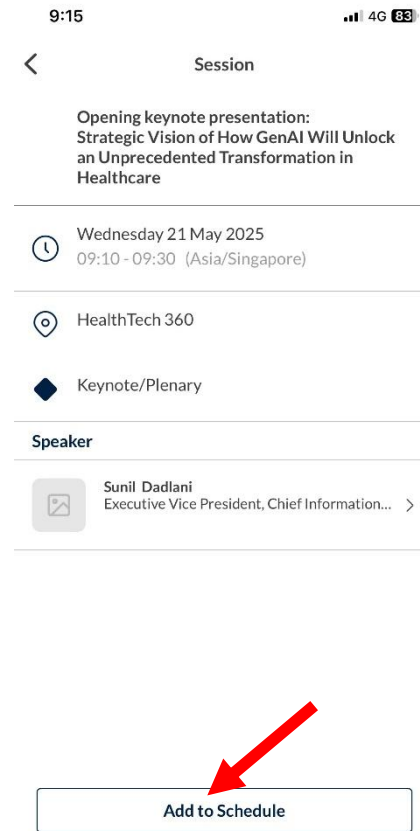 9:15
4G 83
Session
Opening keynote presentation:
Strategic Vision of How GenAI Will Unlock
an Unprecedented Transformation in
Healthcare
Wednesday 21 May 2025
09:10 - 09:30 (Asia/Singapore)
HealthTech 360
Keynote/Plenary
Speaker
Sunil Dadlani
Executive Vice President, Chief Information...
Add to Schedule